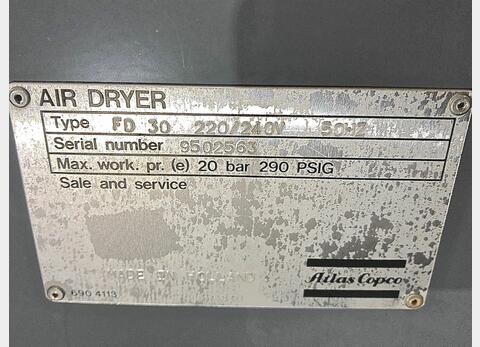 AIR DRYER
Type FD 30 220/240V 50HZ
Serial number 9502563
Max. work. pr. (e) 20 bar 290 PSIG
Sale and service
MADE IN HOLLAND
Atlas Copco
690 4113